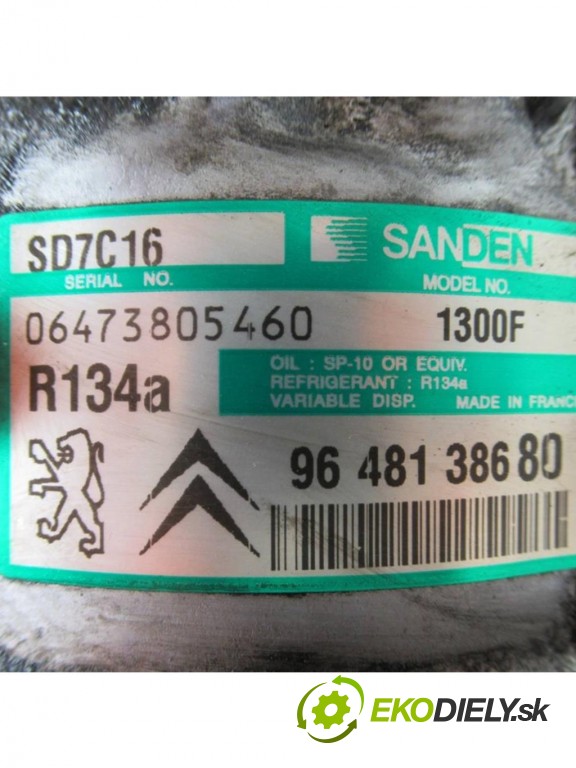 SD7C16
SANDEN
SERIAL NO.
MODEL NO.
06473805460
1300F
R134a
OIL : SP-10 OR EQUIV.
REFRIGERANT : R134a
VARIABLE DISP. MADE IN FRANCE
96 481 386 80
EKODIELY.sk